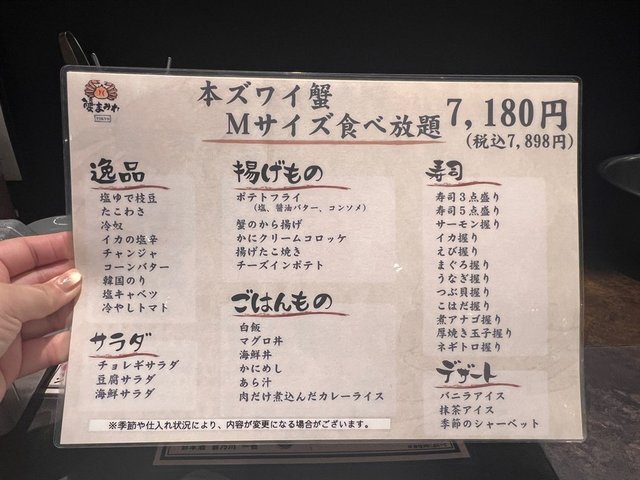 蟹まみれ
本ズワイ蟹
Mサイズ食べ放題
7,180円
(税込7,898円)
逸品
塩ゆで枝豆
たこわさ
冷奴
イカの塩辛
チャンジャ
コーンバター
韓国のり
塩キャベツ
冷やしトマト
サラダ
チョレギサラダ
豆腐サラダ
海鮮サラダ
揚げもの
ポテトフライ
(塩、醤油バター、コンソメ)
蟹のから揚げ
かにクリームコロッケ
揚げたこ焼き
チーズインポテト
ごはんもの
白飯
マグロ丼
海鮮丼
かにめし
あら汁
肉だけ煮込んだカレーライス
寿司
寿司3点盛り
寿司5点盛り
サーモン握り
イカ握り
えび握り
まぐろ握り
うなぎ握り
つぶ貝握り
こはだ握り
煮アナゴ握り
厚焼き玉子握り
ネギトロ握り
デザート
バニラアイス
抹茶アイス
季節のシャーベット
※季節や仕入れ状況により、内容が変更になる場合がございます。